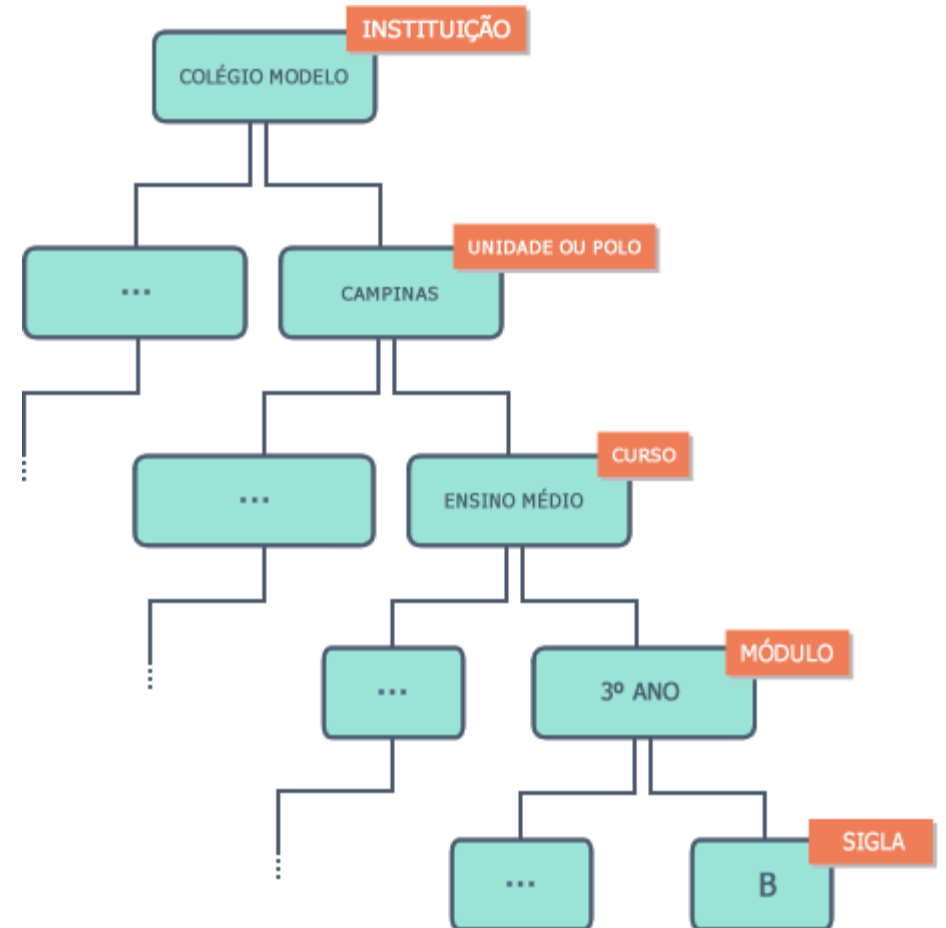 INSTITUIÇÃO
COLÉGIO MODELO
UNIDADE OU POLO
...
CAMPINAS
CURSO
...
ENSINO MÉDIO
MÓDULO
...
3º ANO
SIGLA
...
B